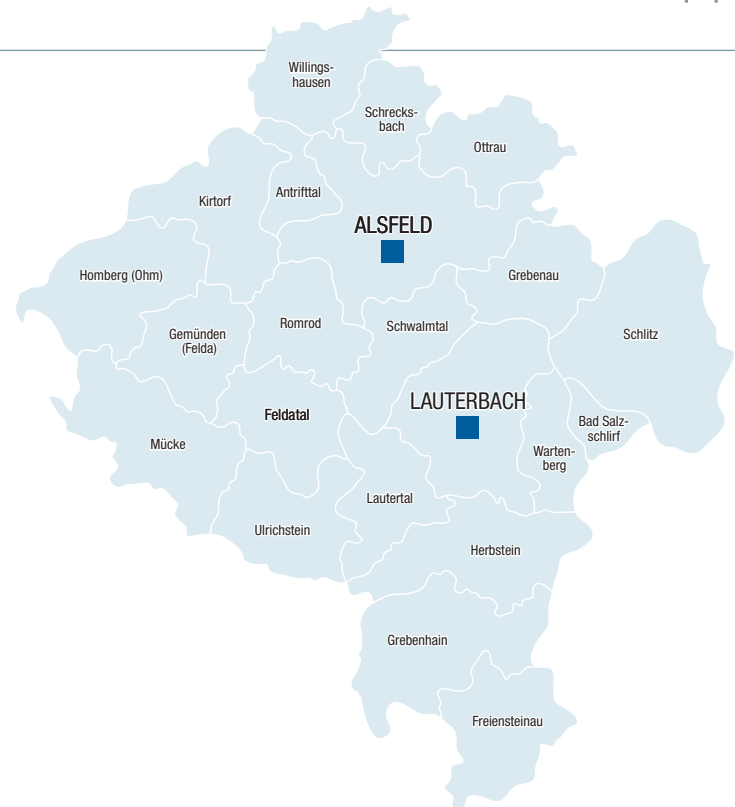 Willings-
hausen
Schrecks-
bach
Ottrau
Antrifttal
Kirtorf
ALSFELD
Homberg (Ohm)
Grebenau
Romrod
Schwalmtal
Gemünden
(Felda)
Schlitz
LAUTERBACH
Feldatal
Bad Salz-
schlirf
Mücke
Warten-
berg
Lautertal
Ulrichstein
Herbstein
Grebenhain
Freiensteinau